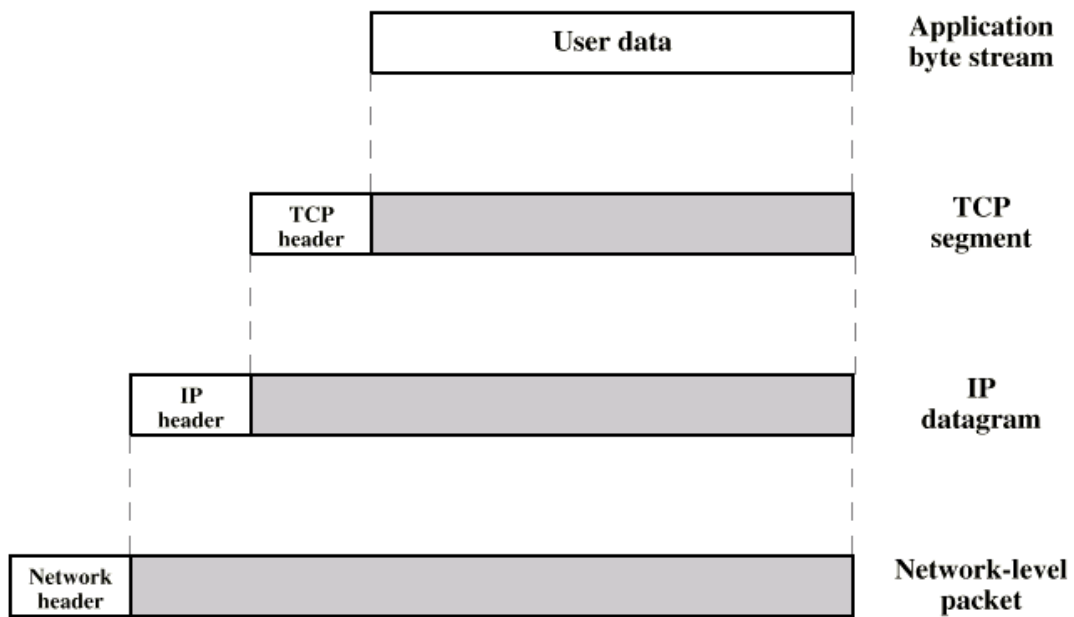 User data
Application
byte stream
TCP
header
TCP
segment
IP
header
IP
datagram
Network
header
Network-level
packet